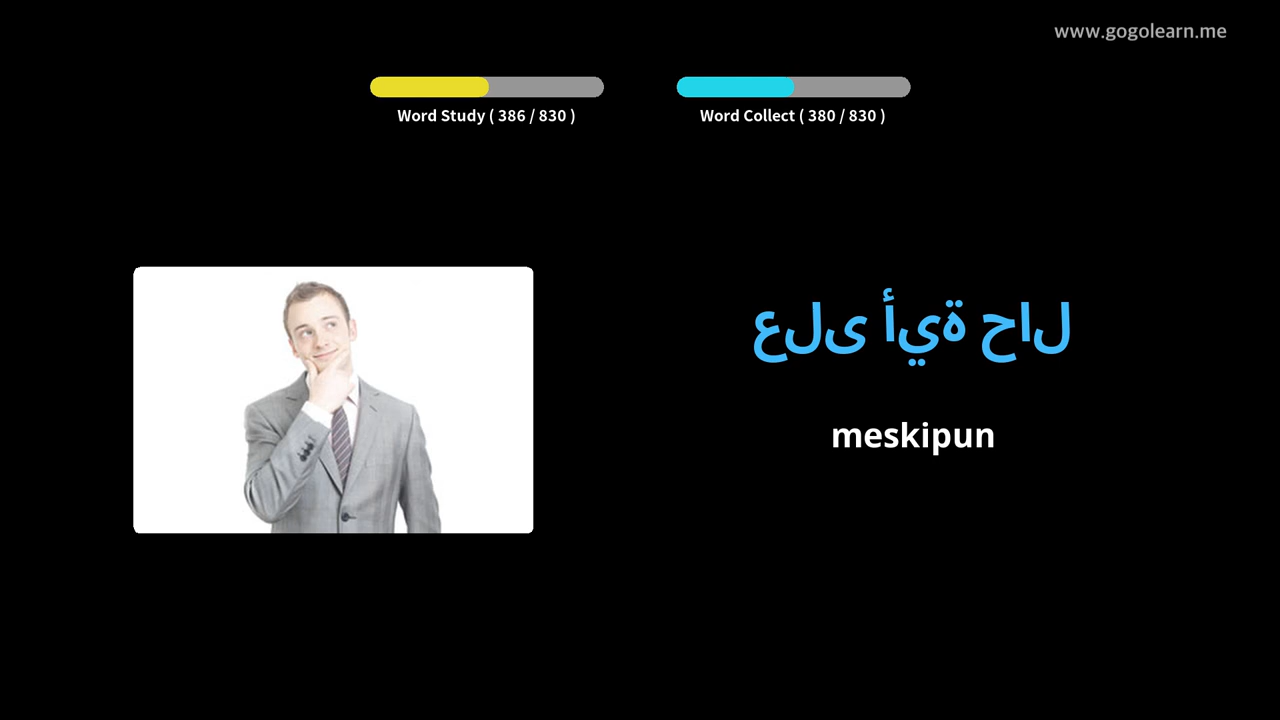 www.gogolearn.me
Word Study ( 386 / 830 )
Word Collect ( 380 / 830 )
على أية حال
meskipun